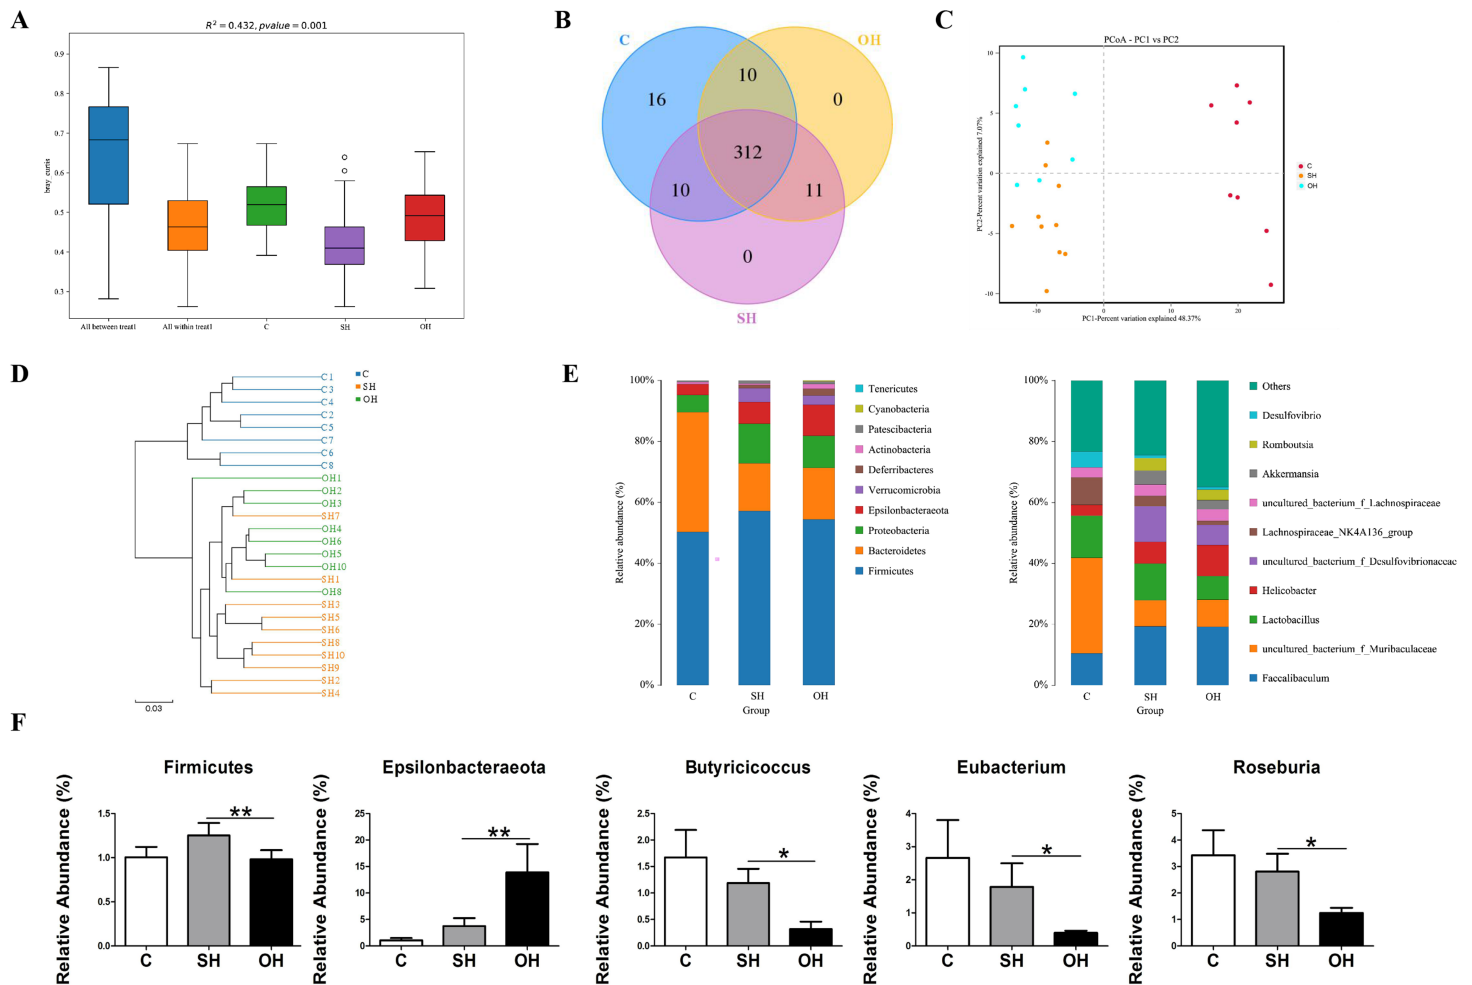 A
R² = 0.432, pvalue = 0.001
bray_curtis
0.9
0.8
0.7
0.6
0.5
0.4
0.3
All between treat1
All within treat1
C
SH
OH
B
C
OH
SH
16
10
0
312
10
11
0
C
PCoA - PC1 vs PC2
PC2-Percent variation explained 7.07%
10
5
0
-5
-10
-10
0
10
20
PC1-Percent variation explained 48.37%
C
SH
OH
D
C
SH
OH
C1
C3
C4
C2
C5
C7
C6
C8
OH1
OH2
OH3
SH7
OH4
OH6
OH5
OH10
SH1
OH8
SH3
SH5
SH6
SH8
SH10
SH9
SH2
SH4
0.03
E
Relative abundance (%)
100%
80%
60%
40%
20%
0%
C
SH
OH
Group
Tenericutes
Cyanobacteria
Patescibacteria
Actinobacteria
Deferribacteres
Verrucomicrobia
Epsilonbacteraeota
Proteobacteria
Bacteroidetes
Firmicutes
Relative abundance (%)
100%
80%
60%
40%
20%
0%
C
SH
OH
Group
Others
Desulfovibrio
Romboutsia
Akkermansia
uncultured_bacterium_f_Lachnospiraceae
Lachnospiraceae_NK4A136_group
uncultured_bacterium_f_Desulfovibrionaceae
Helicobacter
Lactobacillus
uncultured_bacterium_f_Muribaculaceae
Faecalibaculum
F
Firmicutes
Relative Abundance (%)
1.5
1.0
0.5
0.0
**
C
SH
OH
Epsilonbacteraeota
Relative Abundance (%)
25
20
15
10
5
0
**
C
SH
OH
Butyricicoccus
Relative Abundance (%)
2.5
2.0
1.5
1.0
0.5
0.0
*
C
SH
OH
Eubacterium
Relative Abundance (%)
4
3
2
1
0
*
C
SH
OH
Roseburia
Relative Abundance (%)
5
4
3
2
1
0
*
C
SH
OH